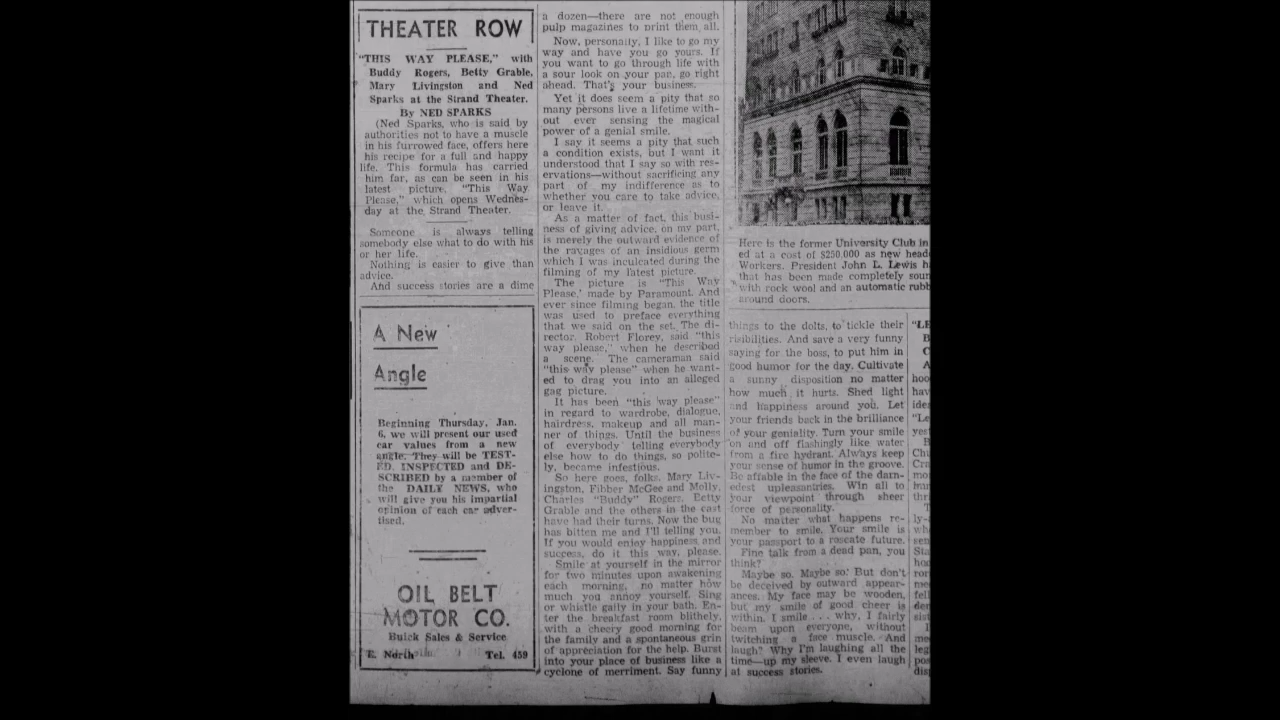 THEATER ROW
"THIS WAY PLEASE," with
Buddy Rogers, Betty Grable,
Mary Livingston and Ned
Sparks at the Strand Theater.
By NED SPARKS
(Ned Sparks, who is said by
authorities not to have a muscle
in his furrowed face, offers here
his recipe for a full and happy
life. This formula has carried
him far, as can be seen in his
latest picture, "This Way
Please," which opens Wednes-
day at the Strand Theater.
Someone is always telling
somebody else what to do with his
or her life.
Nothing is easier to give than
advice.
And success stories are a dime
a dozen—there are not enough
pulp magazines to print them all.
Now, personally, I like to go my
way and have you go yours. If
you want to go through life with
a sour look on your pan, go right
ahead. That's your business.
Yet it does seem a pity that so
many persons live a lifetime with-
out ever sensing the magical
power of a genial smile.
I say it seems a pity that such
a condition exists, but I want it
understood that I say so with res-
ervations—without sacrificing any
part of my indifference as to
whether you care to take advice,
or leave it.
As a matter of fact, this busi-
ness of giving advice, on my part,
is merely the outward evidence of
the ravages of an insidious germ
which I was inculated during the
filming of my latest picture.
The picture is "This Way
Please,' made by Paramount. And
ever since filming began, the title
was used to preface everything
that we said on the set. The di-
rector, Robert Florey, said "this
way please," when he described
a scene. The cameraman said
"this way please" when he want-
ed to drag you into an alleged
gag picture.
It has been "this way please"
in regard to wardrobe, dialogue,
hairdress, makeup and all man-
ner of things. Until the business
of everybody telling everybody
else how to do things, so polite-
ly, became infestious.
So here goes, folks. Mary Liv-
ingston, Fibber McGee and Molly,
Charles "Buddy" Rogers, Betty
Grable and the others in the cast
have had their turns. Now the bug
has bitten me and I'll telling you.
If you would enjoy happiness and
success, do it this way, please.
Smile at yourself in the mirror
for two minutes upon awakening
each morning, no matter how
much you annoy yourself. Sing
or whistle gaily in your bath. En-
ter the breakfast room blithely,
with a cheery good morning for
the family and a spontaneous grin
of appreciation for the help. Burst
into your place of business like a
cyclone of merriment. Say funny
things to the dolts, to tickle their
risibilities. And save a very funny
saying for the boss, to put him in
good humor for the day. Cultivate
a sunny disposition no matter
how much it hurts. Shed light
and happiness around you. Let
your friends back in the brilliance
of your geniality. Turn your smile
on and off flashingly like water
from a fire hydrant. Always keep
your sense of humor in the groove.
Be affable in the face of the darn-
edest upleasantries. Win all to
your viewpoint through sheer
force of personality.
No matter what happens re-
member to smile. Your smile is
your passport to a roseate future.
Fine talk from a dead pan, you
think?
Maybe so. Maybe so. But don't
be deceived by outward appear-
ances. My face may be wooden,
but my smile of good cheer is
within. I smile . . . why, I fairly
beam upon everyone, without
twitching a face muscle. And
laugh? Why I'm laughing all the
time—up my sleeve. I even laugh
at success stories.
A New
Angle
Beginning Thursday, Jan.
6, we will present our used
car values from a new
angle. They will be TEST-
ED, INSPECTED and DE-
SCRIBED by a member of
the DAILY NEWS, who
will give you his impartial
opinion of each car adver-
tised.
OIL BELT
MOTOR CO.
Buick Sales & Service
E. North Tel. 459
Here is the former University Club in
ed at a cost of $250,000 as new head
Workers. President John L. Lewis h
that has been made completely soun
with rock wool and an automatic rubb
around doors.